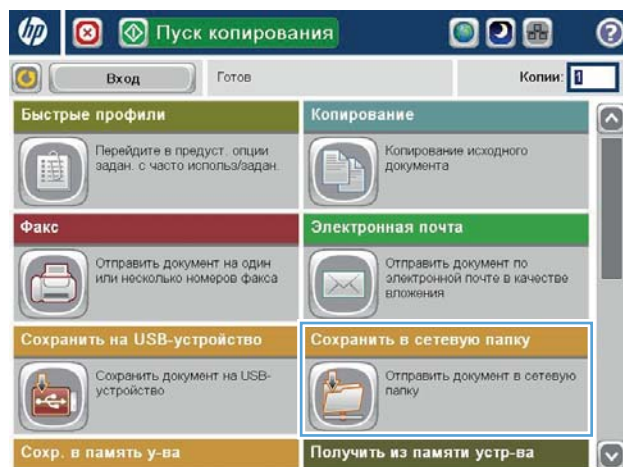 hp
Пуск копирования
?
Вход
Готов
Копии: 1
Быстрые профили
Копирование
Перейдите в предуст. опции
задан. с часто использ/задан.
Копирование исходного
документа
Факс
Электронная почта
Отправить документ на один
или несколько номеров факса
Отправить документ по
электронной почте в качестве
вложения
Сохранить на USB-устройство
Сохранить в сетевую папку
Сохранить документ на USB-
устройство
Отправить документ в сетевую
папку
Сохр. в память у-ва
Получить из памяти устр-ва